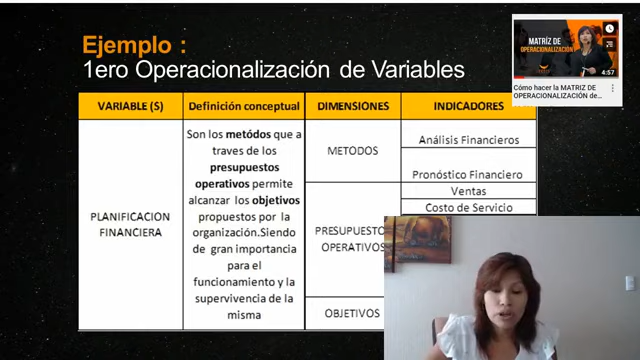 Ejemplo :
1ero Operacionalización de Variables
MATRÍZ DE
OPERACIONALIZACIÓN
4:57
Cómo hacer la MATRIZ DE
OPERACIONALIZACIÓN de...
VARIABLE (S)
Definición conceptual
DIMENSIONES
INDICADORES
PLANIFICACION
FINANCIERA
Son los metódos que a
traves de los
presupuestos
operativos permite
alcanzar los objetivos
propuestos por la
organización.Siendo
de gran importancia
para el
funcionamiento y la
supervivencia de la
misma
METODOS
Análisis Financieros
Pronóstico Financiero
PRESUPUESTO
OPERATIVOS
Ventas
Costo de Servicio
OBJETIVOS